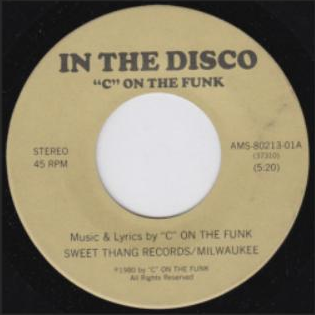 IN THE DISCO
"C" ON THE FUNK
STEREO
45 RPM
AMS-80213-01A
(37310)
(5:20)
Music & Lyrics by "C" ON THE FUNK
SWEET THANG RECORDS/MILWAUKEE
℗1980 by "C" ON THE FUNK
All Rights Reserved